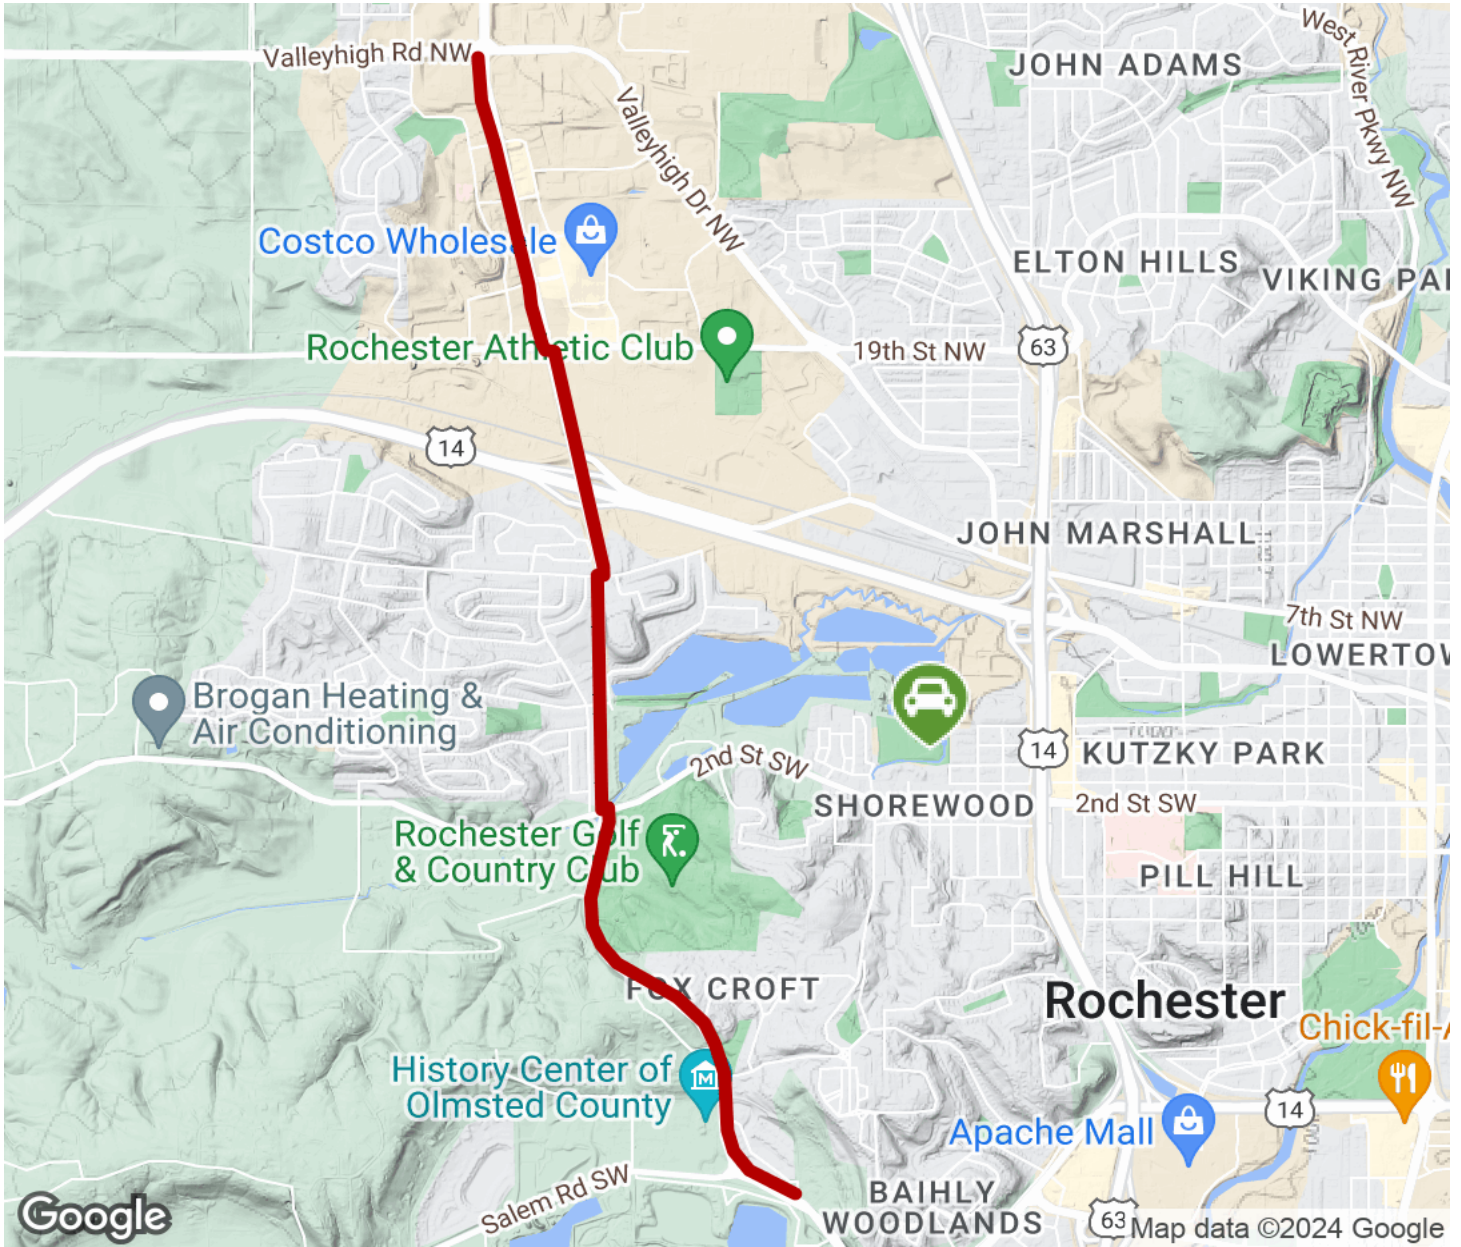 Valleyhigh Rd NW
JOHN ADAMS
West River Pkwy NW
Valleyhigh Dr NW
Costco Wholesale
ELTON HILLS
VIKING PAR
Rochester Athletic Club
19th St NW
63
14
JOHN MARSHALL
7th St NW
LOWERTOW
Brogan Heating &
Air Conditioning
2nd St SW
14
KUTZKY PARK
SHOREWOOD
2nd St SW
Rochester Golf
& Country Club
PILL HILL
FOX CROFT
Rochester
Chick-fil-A
History Center of
Olmsted County
M
14
Apache Mall
Salem Rd SW
BAIHLY
WOODLANDS
63
Google
Map data ©2024 Google